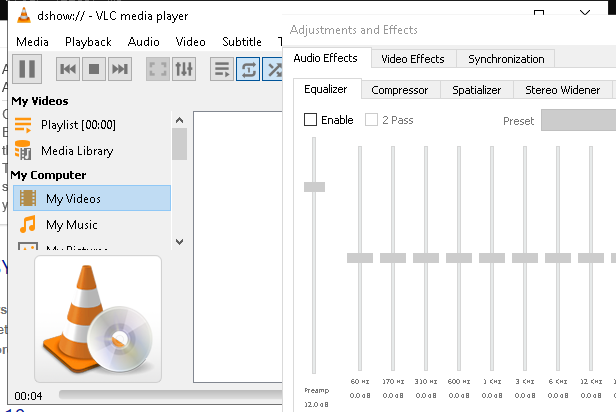 dshow:// - VLC media player
Media Playback Audio Video Subtitle T
My Videos
Playlist [00:00]
Media Library
My Computer
My Videos
My Music
My Pictures
00:04
Adjustments and Effects
Audio Effects Video Effects Synchronization
Equalizer Compressor Spatializer Stereo Widener
Enable 2 Pass Preset
60 Hz 170 Hz 310 Hz 600 Hz 1 KHz 3 KHz 6 KHz 12 KHz
Preamp 0.0 dB 0.0 dB 0.0 dB 0.0 dB 0.0 dB 0.0 dB 0.0 dB 0.0 dB
12.0 dB